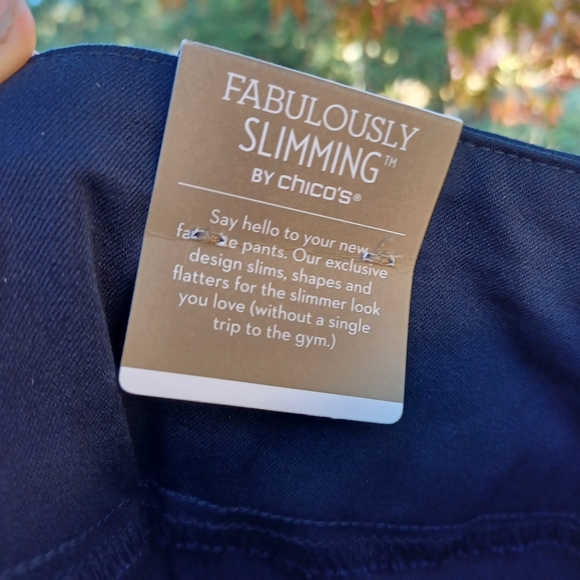 FABULOUSLY
SLIMMING™
BY chico's®
Say hello to your new
pants. Our exclusive
design slims, shapes and
flatters for the slimmer look
you love (without a single
trip to the gym.)